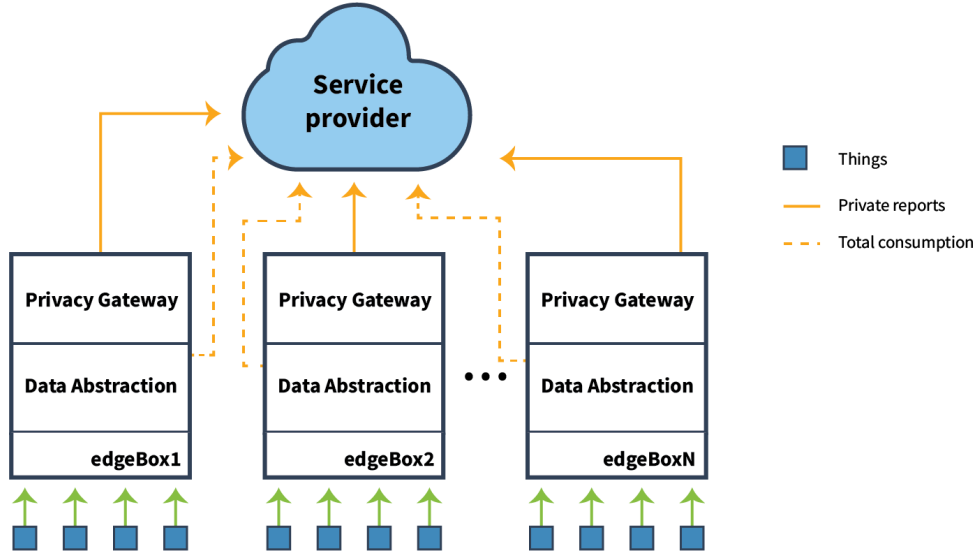 Service
provider
Things
Private reports
Total consumption
Privacy Gateway
Privacy Gateway
Privacy Gateway
Data Abstraction
Data Abstraction
Data Abstraction
edgeBox1
edgeBox2
edgeBoxN